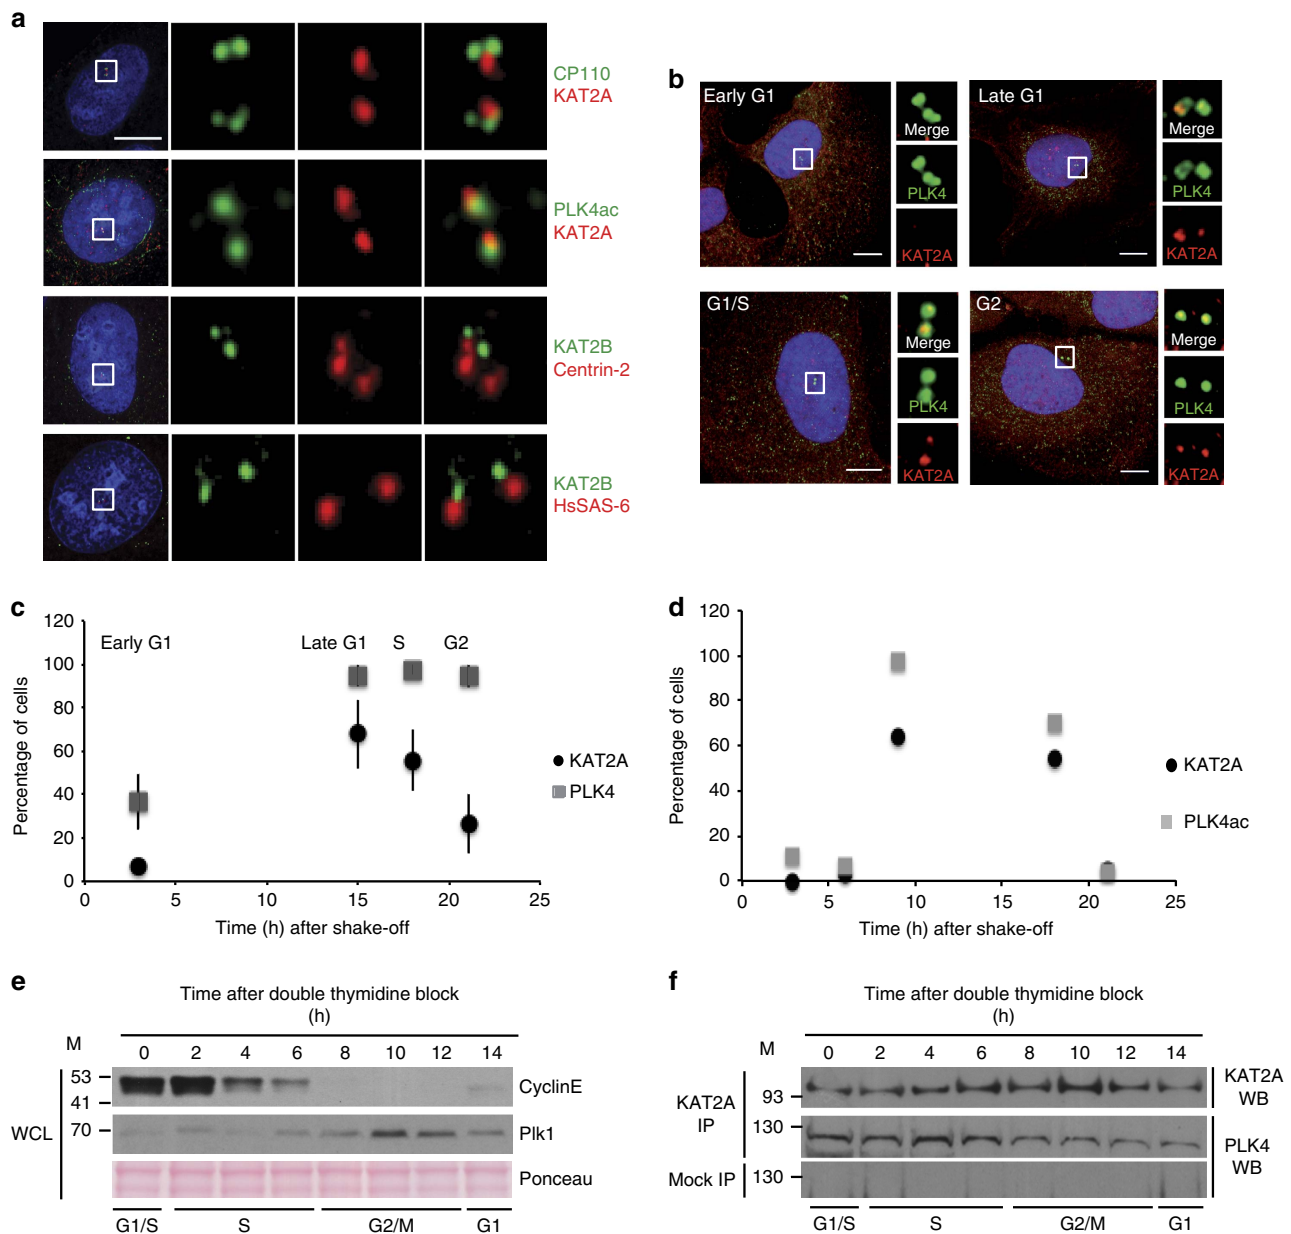 a
CP110
KAT2A
PLK4ac
KAT2A
KAT2B
Centrin-2
KAT2B
HsSAS-6
b
Early G1
Merge
PLK4
KAT2A
Late G1
Merge
PLK4
KAT2A
G1/S
Merge
PLK4
KAT2A
G2
Merge
PLK4
KAT2A
c
Percentage of cells
120
100
80
60
40
20
0
Early G1
Late G1
S
G2
KAT2A
PLK4
0 5 10 15 20 25
Time (h) after shake-off
d
Percentage of cells
120
100
80
60
40
20
0
KAT2A
PLK4ac
0 5 10 15 20 25
Time (h) after shake-off
e
Time after double thymidine block
(h)
M
0 2 4 6 8 10 12 14
WCL
53
41
CyclinE
70
Plk1
Ponceau
G1/S S G2/M G1
f
Time after double thymidine block
(h)
M
0 2 4 6 8 10 12 14
KAT2A
IP
93
KAT2A
WB
130
PLK4
WB
Mock IP
130
G1/S S G2/M G1